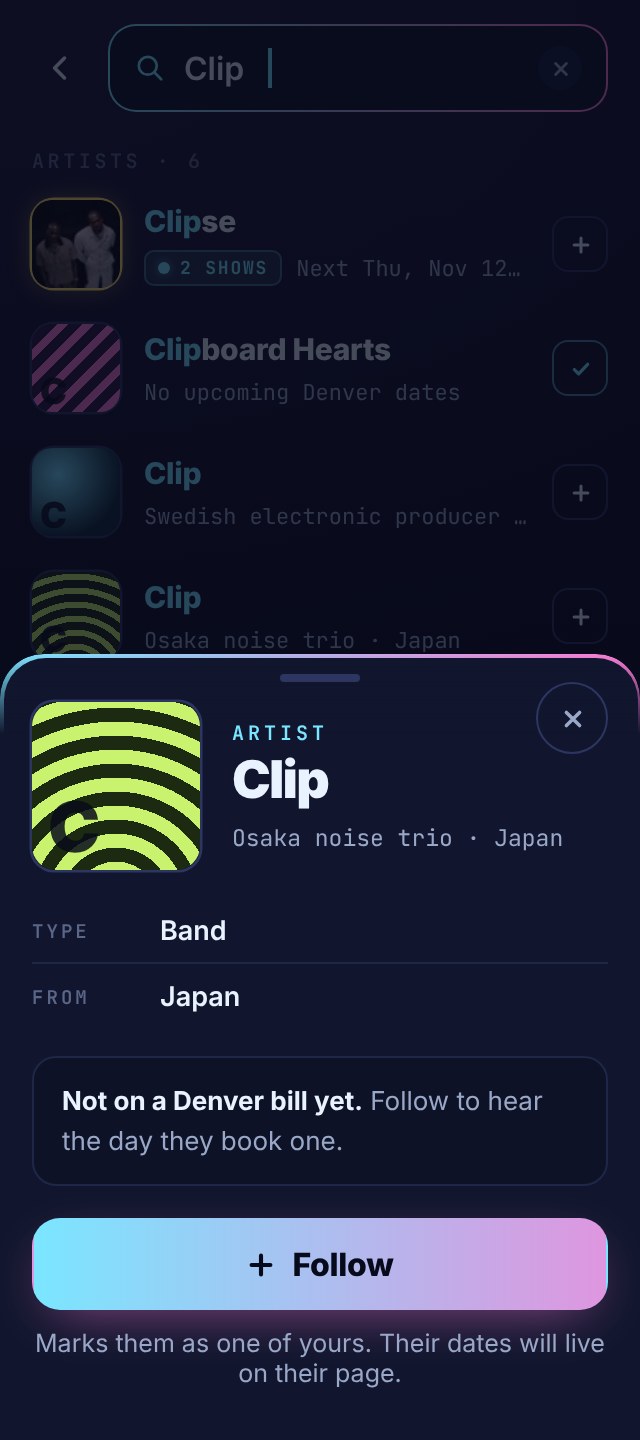 Clip
ARTISTS · 6
Clipse
2 SHOWS Next Thu, Nov 12…
Clipboard Hearts
No upcoming Denver dates
C
Clip
Swedish electronic producer …
C
Clip
Osaka noise trio · Japan
C
ARTIST
Clip
Osaka noise trio · Japan
C
TYPE Band
FROM Japan
Not on a Denver bill yet. Follow to hear
the day they book one.
+ Follow
Marks them as one of yours. Their dates will live
on their page.